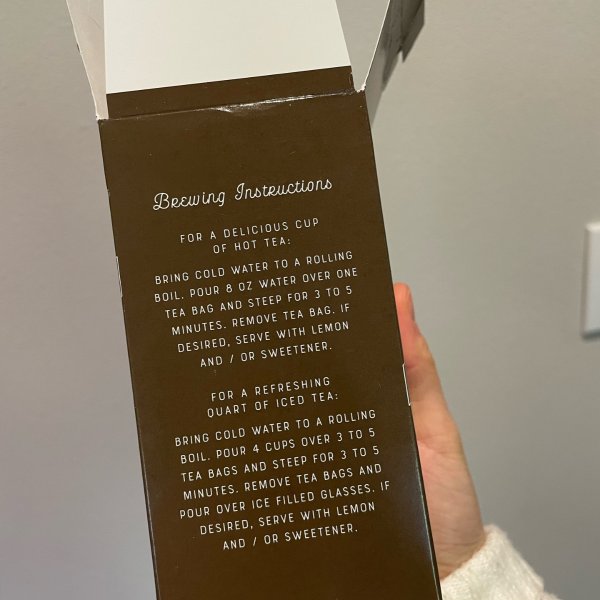 Brewing Instructions
FOR A DELICIOUS CUP
OF HOT TEA:
BRING COLD WATER TO A ROLLING
BOIL. POUR 8 OZ WATER OVER ONE
TEA BAG AND STEEP FOR 3 TO 5
MINUTES. REMOVE TEA BAG. IF
DESIRED, SERVE WITH LEMON
AND / OR SWEETENER.
FOR A REFRESHING
QUART OF ICED TEA:
BRING COLD WATER TO A ROLLING
BOIL. POUR 4 CUPS OVER 3 TO 5
TEA BAGS AND STEEP FOR 3 TO 5
MINUTES. REMOVE TEA BAGS AND
POUR OVER ICE FILLED GLASSES. IF
DESIRED, SERVE WITH LEMON
AND / OR SWEETENER.